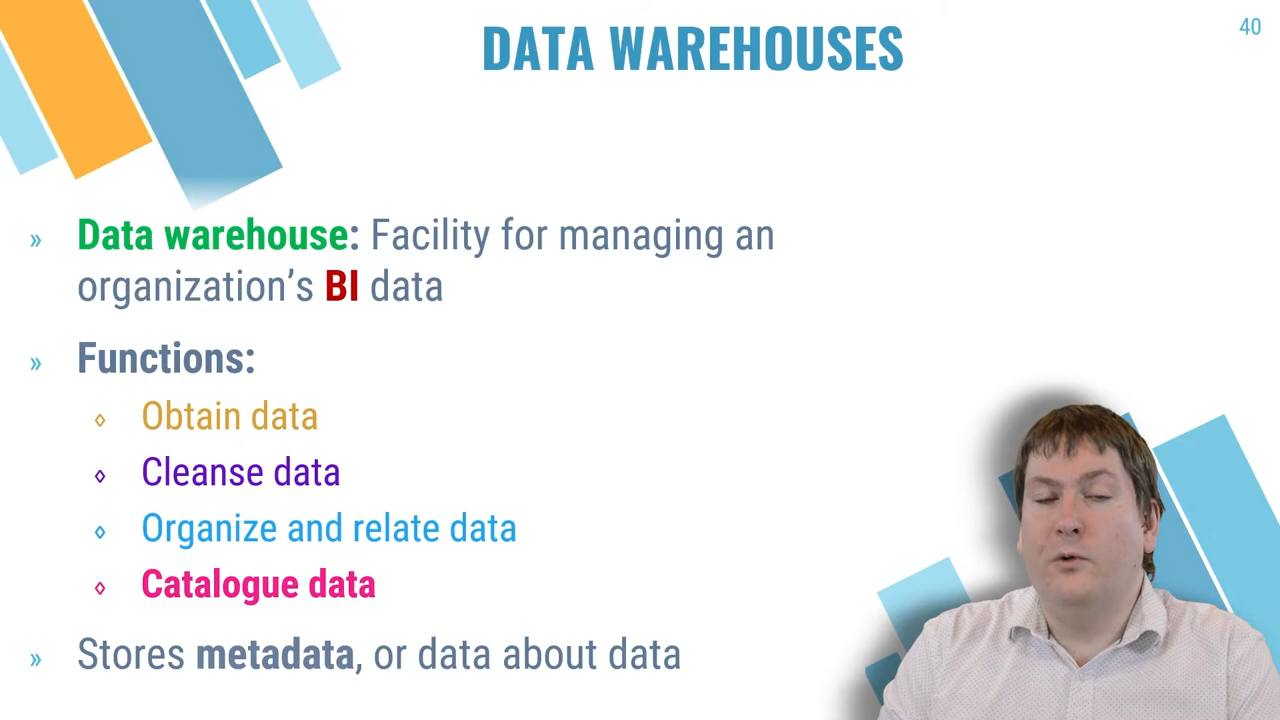 DATA WAREHOUSES
40
» Data warehouse: Facility for managing an
organization’s BI data
» Functions:
◊ Obtain data
◊ Cleanse data
◊ Organize and relate data
◊ Catalogue data
» Stores metadata, or data about data